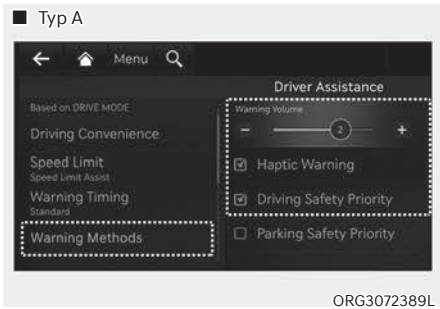 ■ Typ A
Menu
Driver Assistance
Based on DRIVE MODE
Driving Convenience
Speed Limit
Speed Limit Assist
Warning Timing
Standard
Warning Methods
Warning Volume
- 2 +
Haptic Warning
Driving Safety Priority
Parking Safety Priority
ORG3072389L